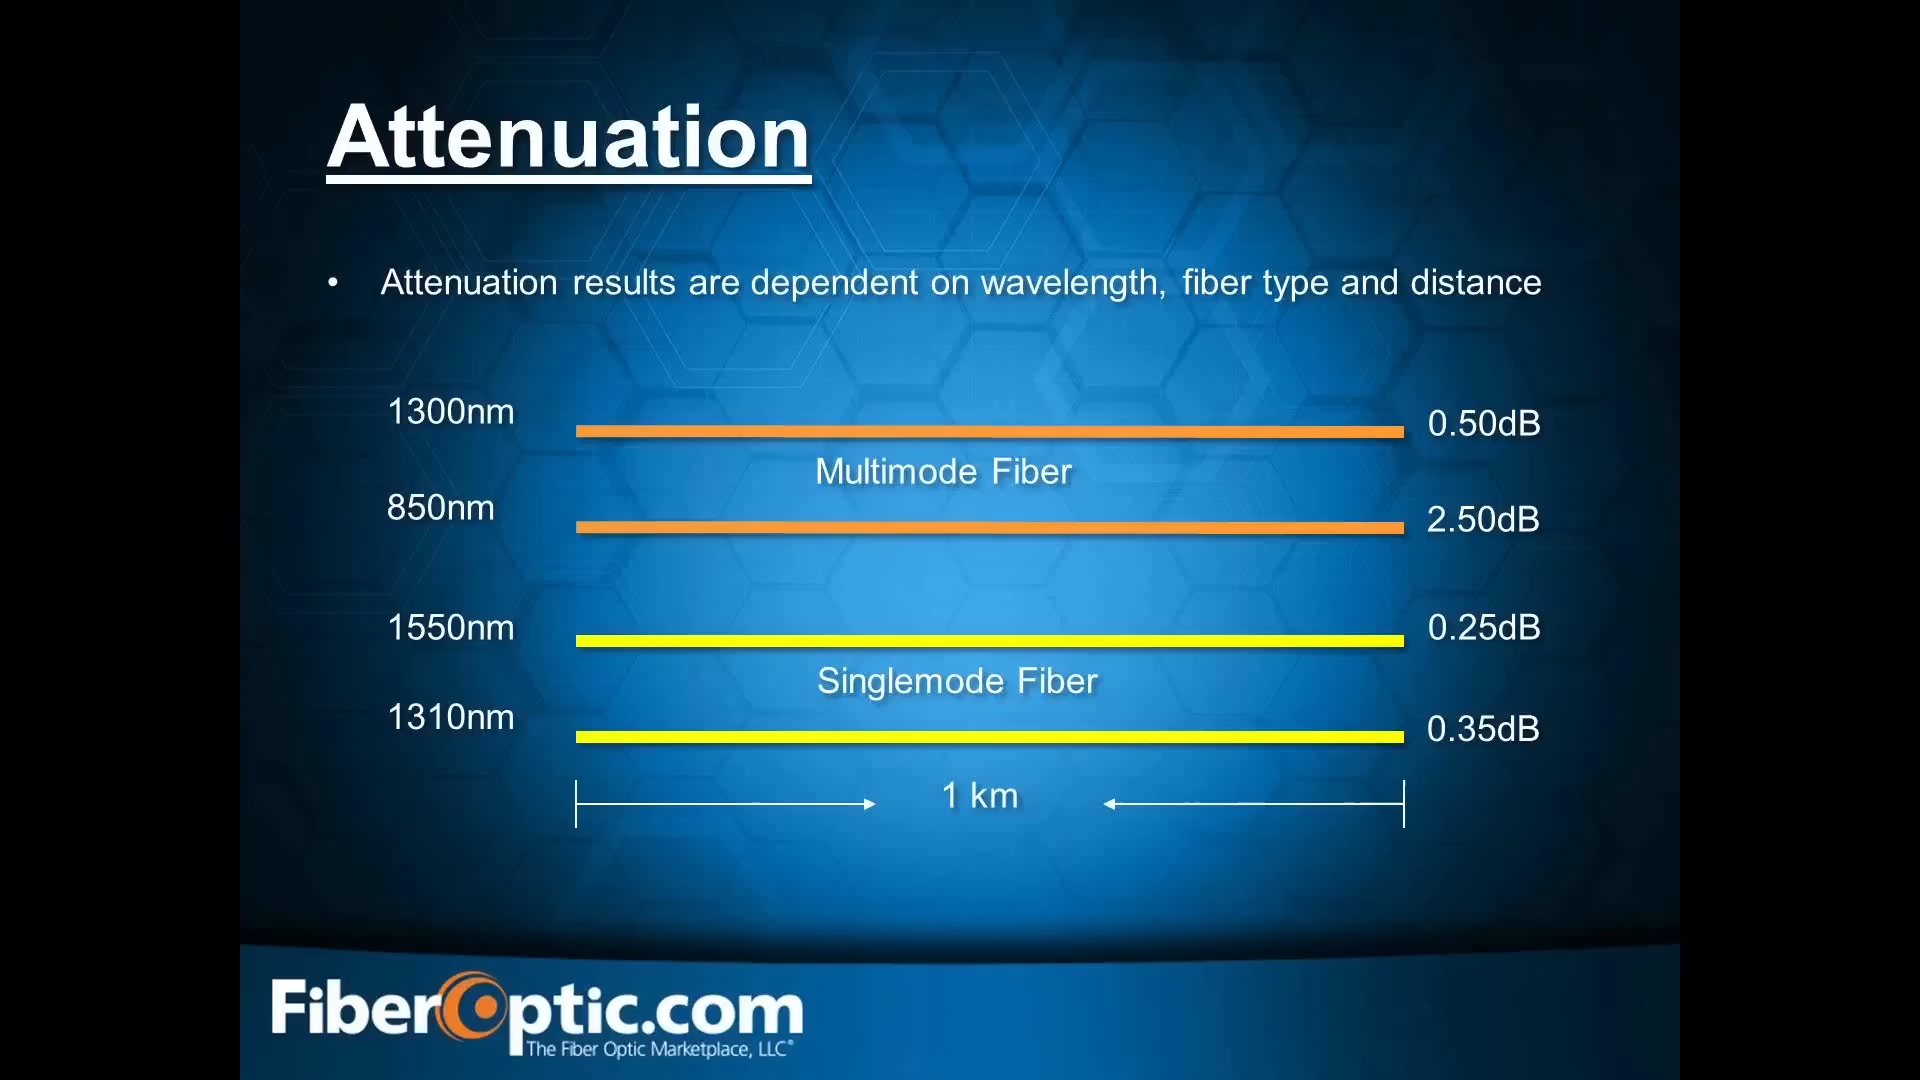 Attenuation
• Attenuation results are dependent on wavelength, fiber type and distance
1300nm 0.50dB
Multimode Fiber
850nm 2.50dB
1550nm 0.25dB
Singlemode Fiber
1310nm 0.35dB
1 km
FiberOptic.com
The Fiber Optic Marketplace, LLC®